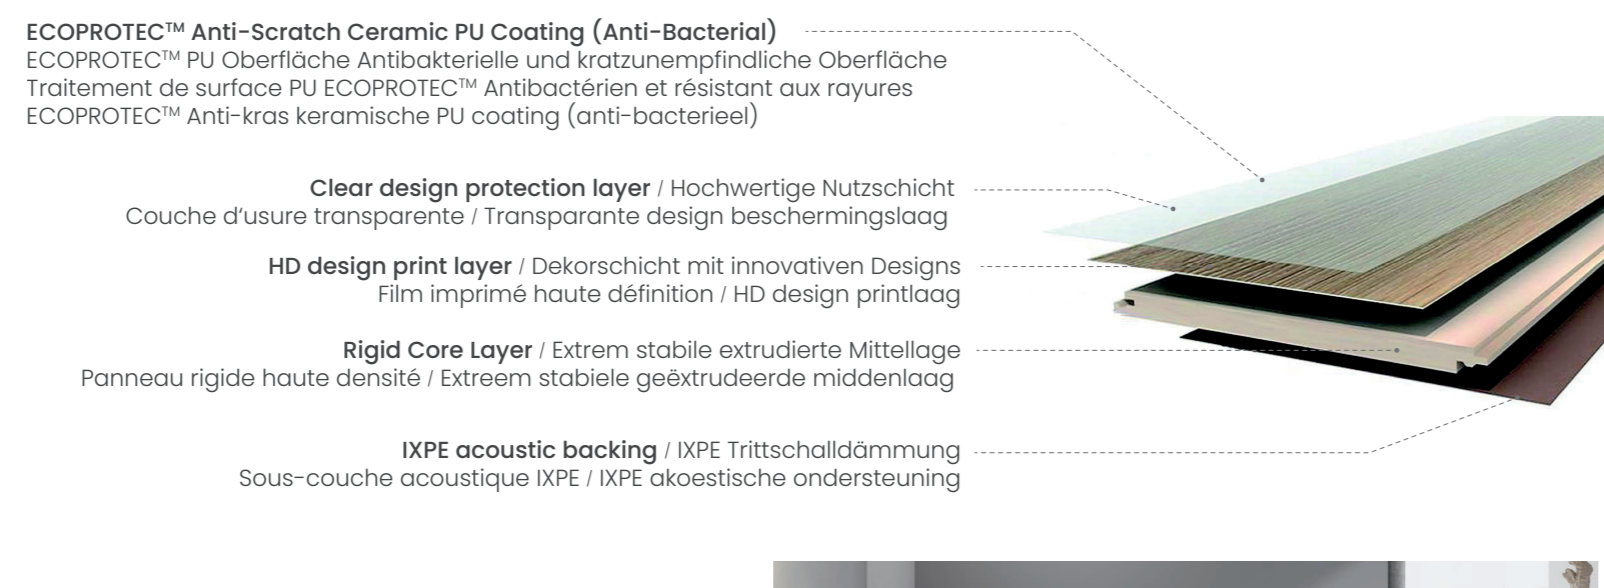 ECOPROTEC™ Anti-Scratch Ceramic PU Coating (Anti-Bacterial)
ECOPROTEC™ PU Oberfläche Antibakterielle und kratzunempfindliche Oberfläche
Traitement de surface PU ECOPROTEC™ Antibactérien et résistant aux rayures
ECOPROTEC™ Anti-kras keramische PU coating (anti-bacterieel)
Clear design protection layer / Hochwertige Nutzschicht
Couche d‘usure transparente / Transparante design beschermingslaag
HD design print layer / Dekorschicht mit innovativen Designs
Film imprimé haute définition / HD design printlaag
Rigid Core Layer / Extrem stabile extrudierte Mittellage
Panneau rigide haute densité / Extreem stabiele geëxtrudeerde middenlaag
IXPE acoustic backing / IXPE Trittschalldämmung
Sous-couche acoustique IXPE / IXPE akoestische ondersteuning